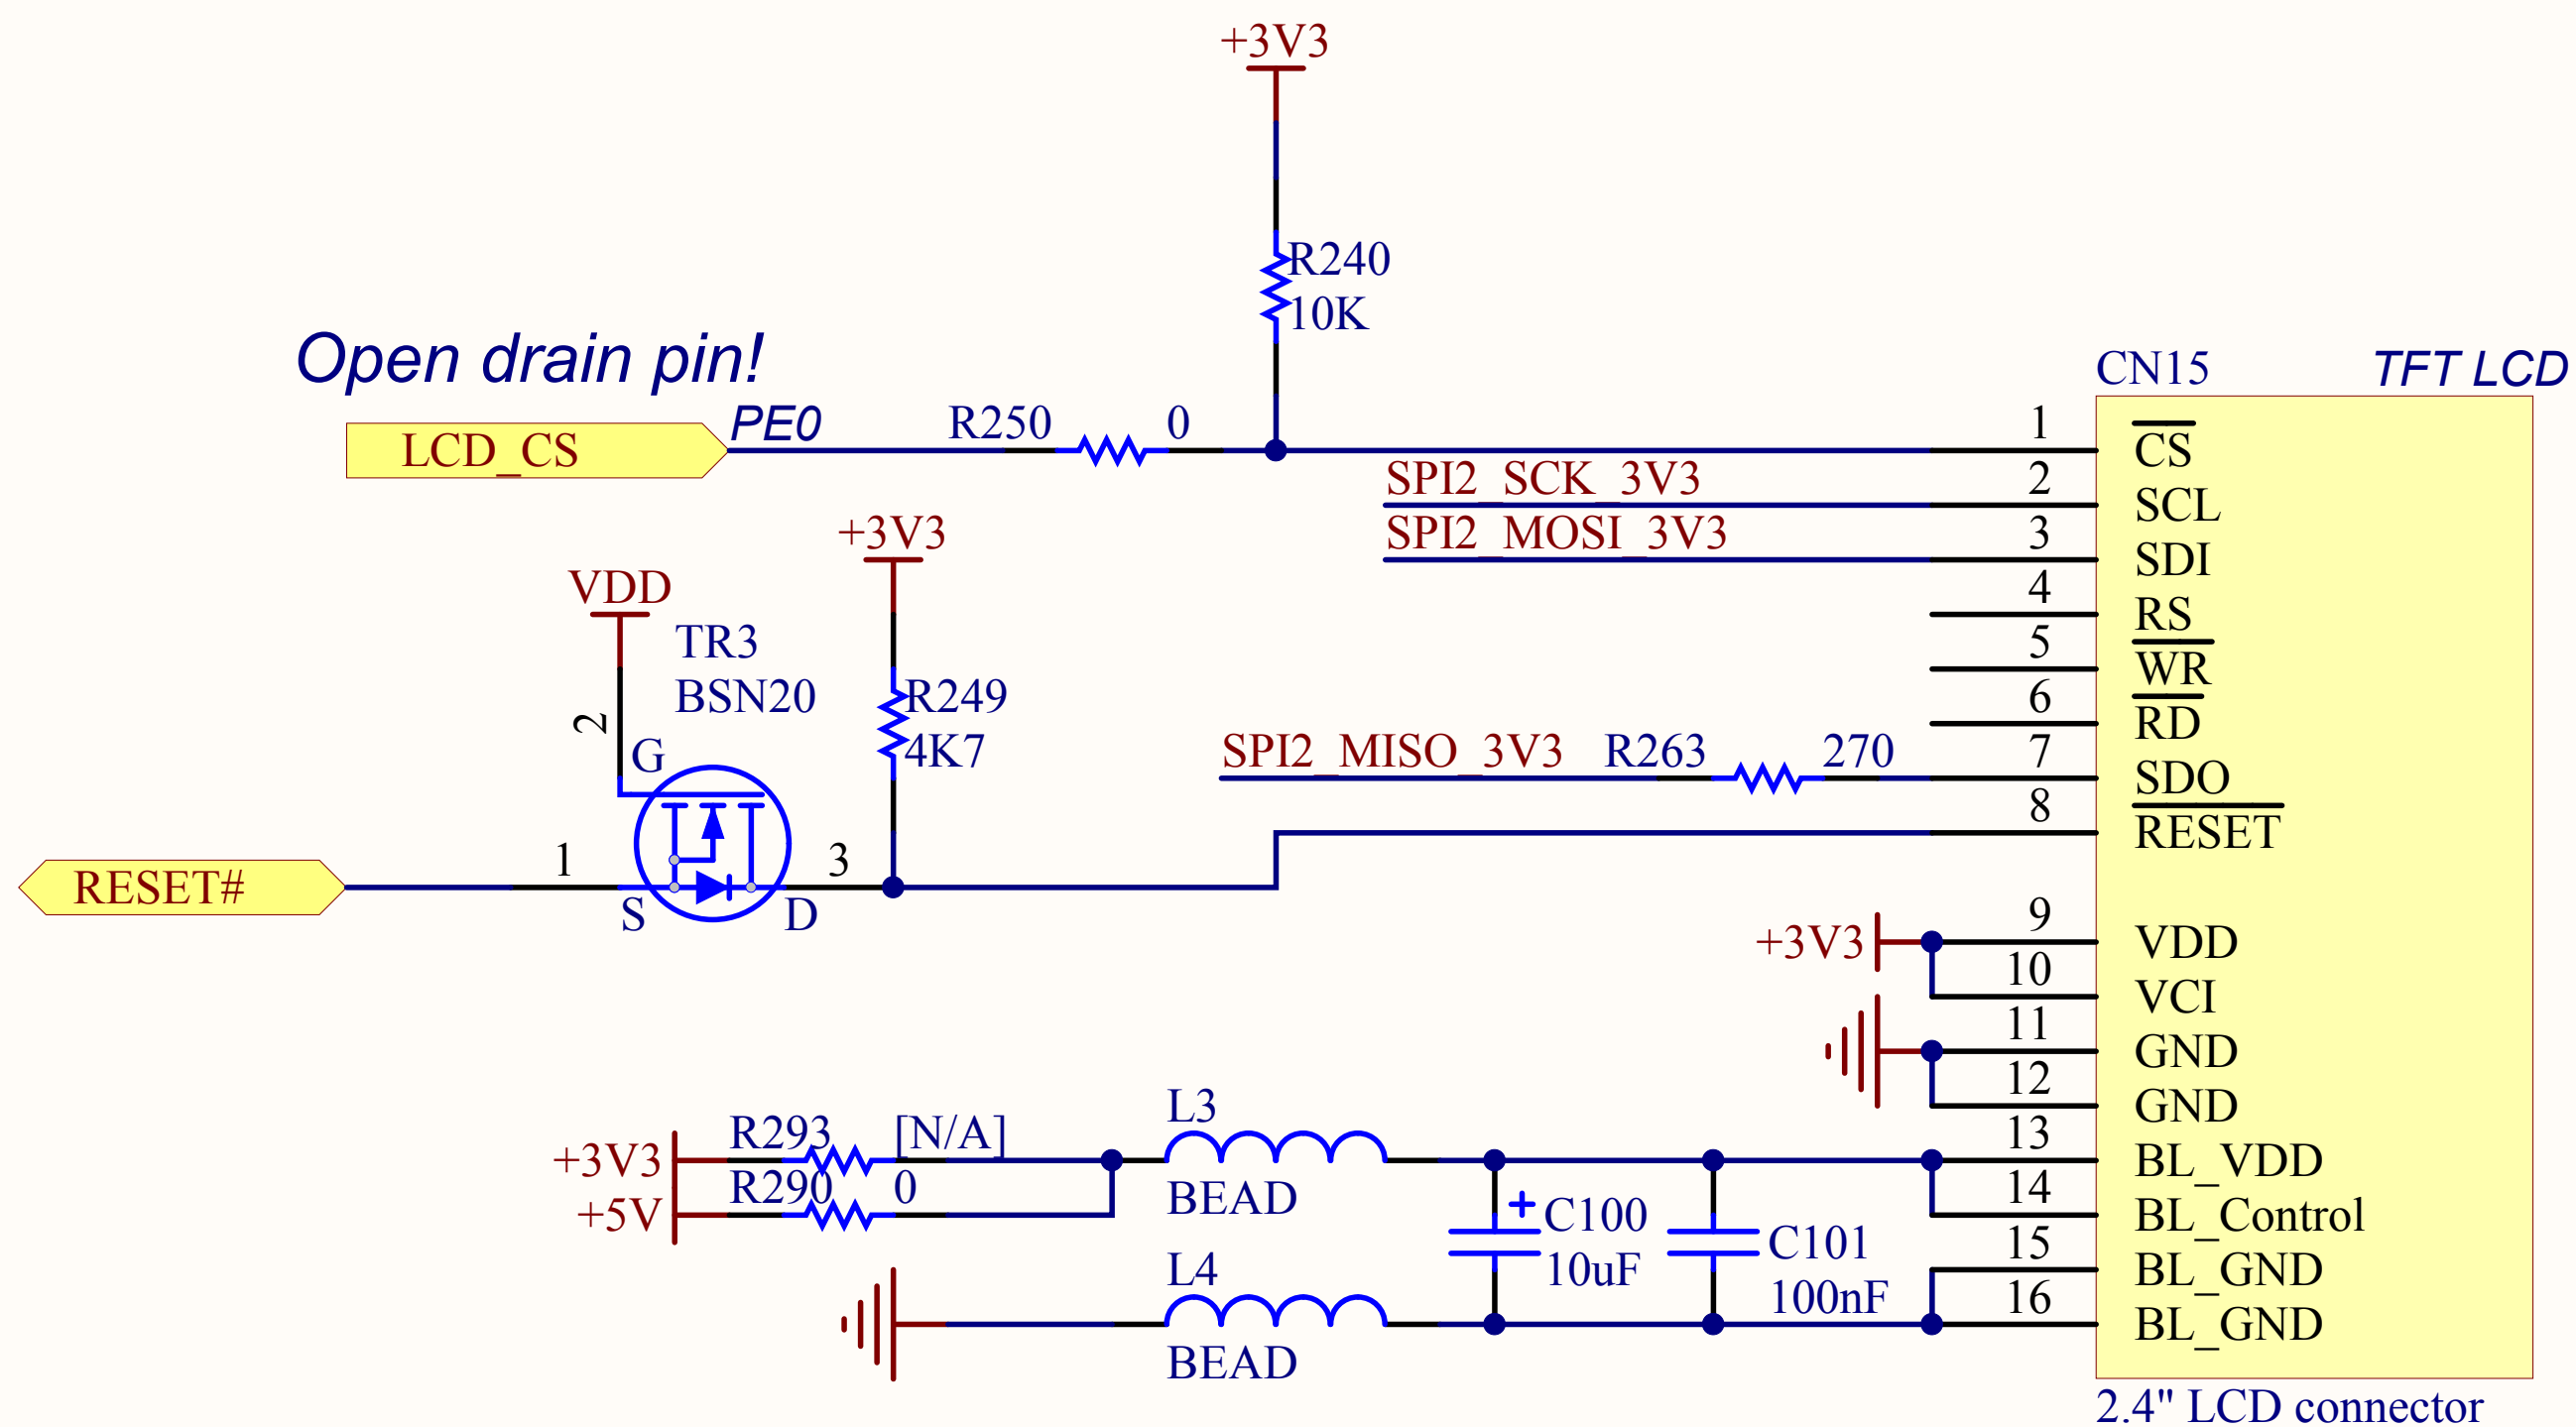 +3V3
R240
10K
Open drain pin!
LCD_CS
PE0
R250
0
CN15
TFT LCD
1
CS
SPI2_SCK_3V3
2
SCL
SPI2_MOSI_3V3
3
SDI
4
RS
5
WR
6
RD
+3V3
VDD
TR3
BSN20
2
G
R249
4K7
SPI2_MISO_3V3
R263
270
7
SDO
8
RESET
RESET#
1
S
3
D
+3V3
9
VDD
10
VCI
11
GND
12
GND
+3V3
R293
[N/A]
+5V
R290
0
L3
BEAD
13
BL_VDD
14
BL_Control
C100
10uF
C101
100nF
15
BL_GND
L4
BEAD
16
BL_GND
2.4" LCD connector